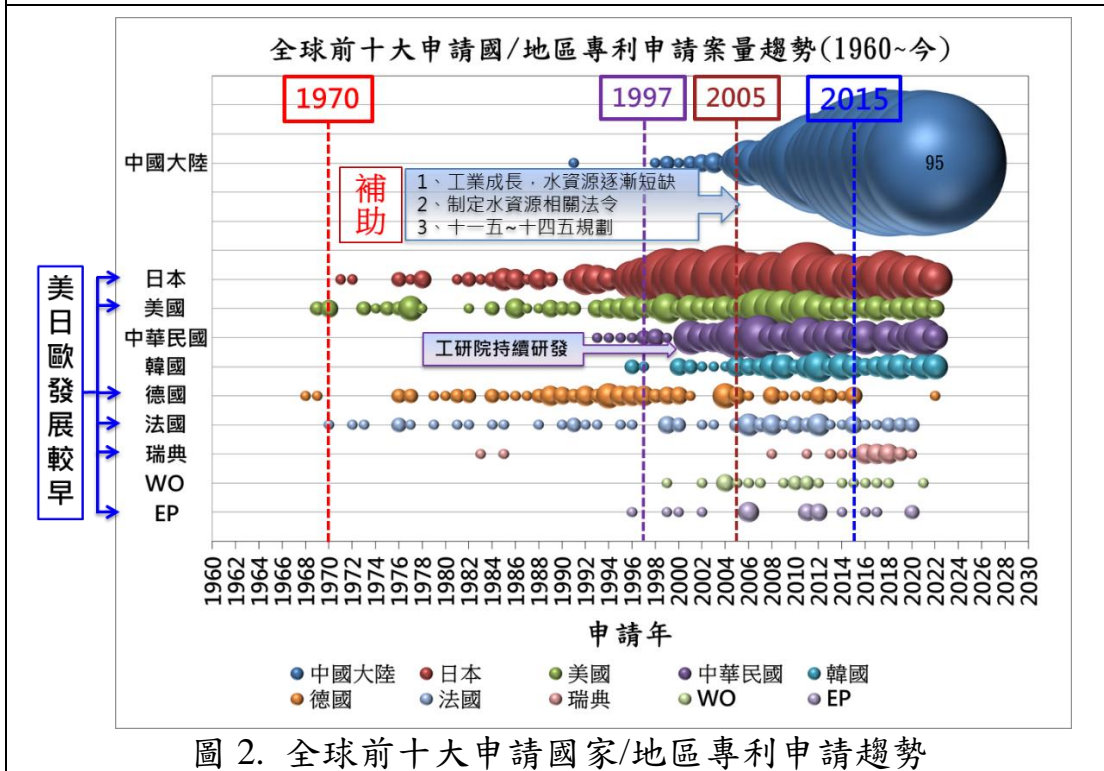 全球前十大申請國/地區專利申請案量趨勢(1960~今)
1970
1997
2005
2015
中國大陸
95
補助
1、工業成長，水資源逐漸短缺
2、制定水資源相關法令
3、十一五~十四五規劃
美日歐發展較早
日本
美國
中華民國
工研院持續研發
韓國
德國
法國
瑞典
WO
EP
1960 1962 1964 1966 1968 1970 1972 1974 1976 1978 1980 1982 1984 1986 1988 1990 1992 1994 1996 1998 2000 2002 2004 2006 2008 2010 2012 2014 2016 2018 2020 2022 2024 2026 2028 2030
申請年
中國大陸 日本 美國 中華民國 韓國
德國 法國 瑞典 WO EP
圖 2. 全球前十大申請國家/地區專利申請趨勢